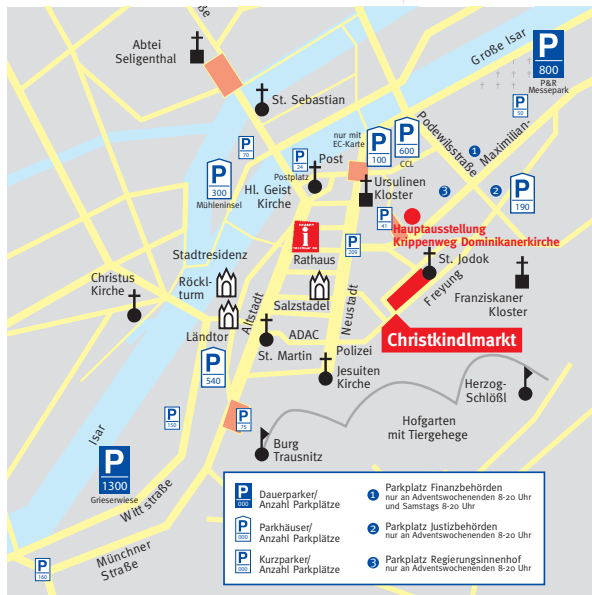 ße
Abtei
Seligenthal
St. Sebastian
Große Isar
P
800
P&R
Messepark
P
50
Podewilsstraße
Maximilian-
1
nur mit
EC-Karte
P
100
P
600
CCL
P
70
P
24
Postplatz
Post
P
300
Mühleninsel
Hl. Geist
Kirche
Ursulinen
Kloster
3
2
P
190
P
41
Hauptausstellung
Krippenweg Dominikanerkirche
i
Rathaus
P
209
St. Jodok
Stadtresidenz
Christus
Kirche
Röckl-
turm
Salzstadel
Freyung
Franziskaner
Kloster
Altstadt
Neustadt
Ländtor
ADAC
Christkindlmarkt
St. Martin
Polizei
P
540
Jesuiten
Kirche
Herzog-
Schlößl
P
150
P
75
Hofgarten
mit Tiergehege
Isar
Burg
Trausnitz
P
1300
Grieserwiese
Wittstraße
Münchner
Straße
P
160
P
000
Dauerparker/
Anzahl Parkplätze
P
000
Parkhäuser/
Anzahl Parkplätze
P
000
Kurzparker/
Anzahl Parkplätze
1
Parkplatz Finanzbehörden
nur an Adventswochenenden 8-20 Uhr
und Samstags 8-20 Uhr
2
Parkplatz Justizbehörden
nur an Adventswochenenden 8-20 Uhr
3
Parkplatz Regierungsinnenhof
nur an Adventswochenenden 8-20 Uhr